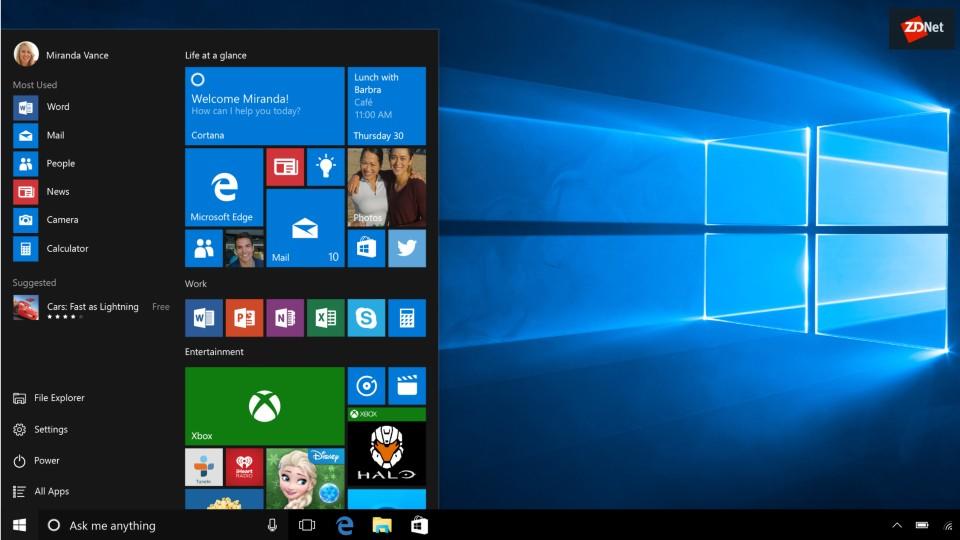 ZDNet
Miranda Vance
Most Used
Word
Mail
People
News
Camera
Calculator
Suggested
Cars: Fast as Lightning Free
File Explorer
Settings
Power
All Apps
Life at a glance
Welcome Miranda!
How can I help you today?
Cortana
Lunch with
Barbra
Café
11:00 AM
Thursday 30
Microsoft Edge
Mail 10
Photos
Work
Entertainment
Xbox
XBOX
TuneIn
iHeart
RADIO
Disney
HALO
Ask me anything